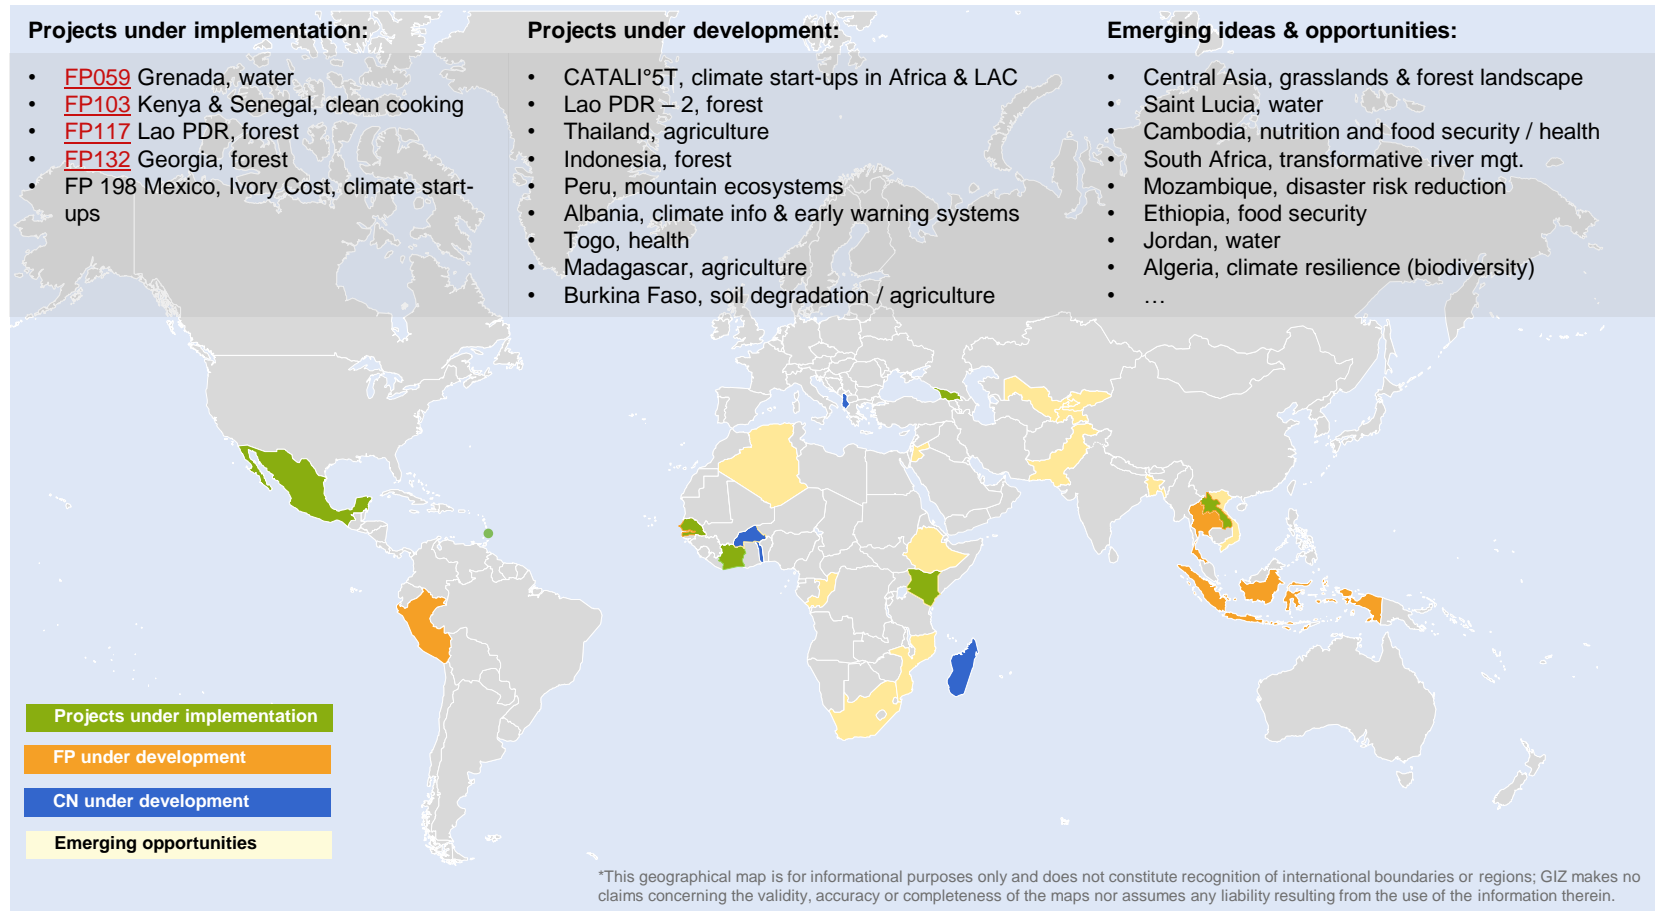 Projects under implementation:
• FP059 Grenada, water
• FP103 Kenya & Senegal, clean cooking
• FP117 Lao PDR, forest
• FP132 Georgia, forest
• FP 198 Mexico, Ivory Cost, climate start-
ups
Projects under development:
• CATALI°5T, climate start-ups in Africa & LAC
• Lao PDR – 2, forest
• Thailand, agriculture
• Indonesia, forest
• Peru, mountain ecosystems
• Albania, climate info & early warning systems
• Togo, health
• Madagascar, agriculture
• Burkina Faso, soil degradation / agriculture
Emerging ideas & opportunities:
• Central Asia, grasslands & forest landscape
• Saint Lucia, water
• Cambodia, nutrition and food security / health
• South Africa, transformative river mgt.
• Mozambique, disaster risk reduction
• Ethiopia, food security
• Jordan, water
• Algeria, climate resilience (biodiversity)
• …
Projects under implementation
FP under development
CN under development
Emerging opportunities
*This geographical map is for informational purposes only and does not constitute recognition of international boundaries or regions; GIZ makes no
claims concerning the validity, accuracy or completeness of the maps nor assumes any liability resulting from the use of the information therein.